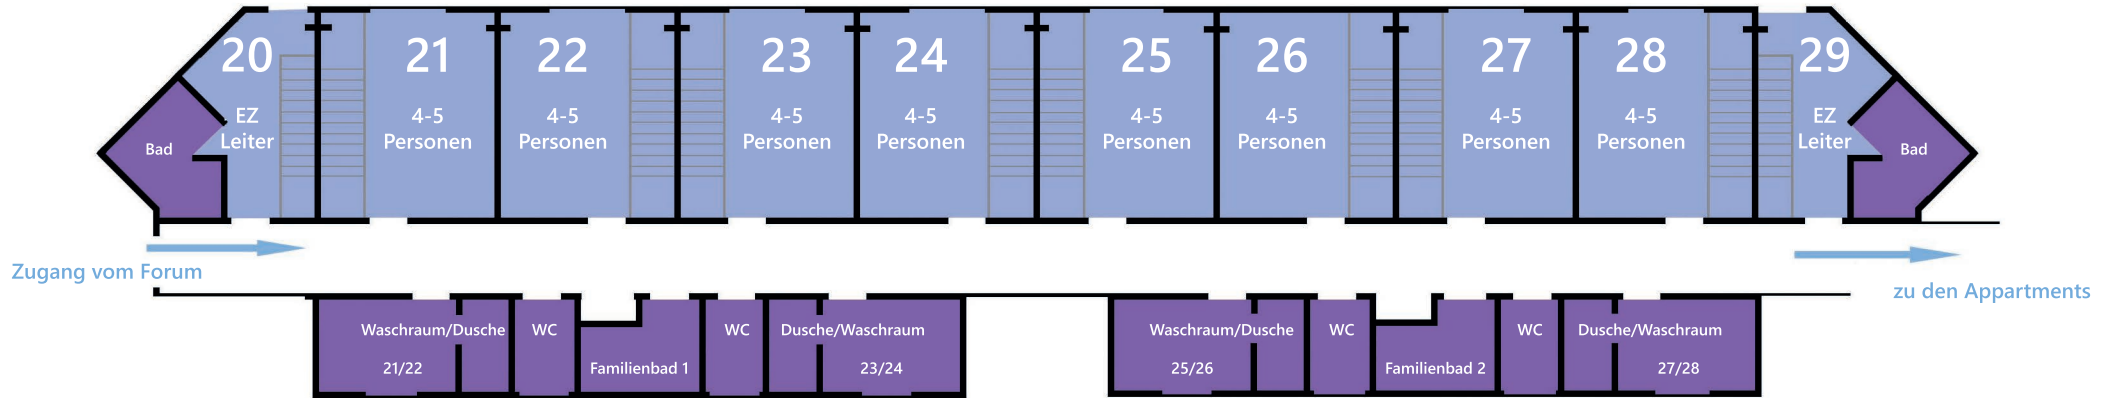 20
EZ
Leiter
Bad
21
4-5
Personen
22
4-5
Personen
23
4-5
Personen
24
4-5
Personen
25
4-5
Personen
26
4-5
Personen
27
4-5
Personen
28
4-5
Personen
29
EZ
Leiter
Bad
Zugang vom Forum
zu den Appartments
Waschraum/Dusche
21/22
WC
Familienbad 1
WC
Dusche/Waschraum
23/24
Waschraum/Dusche
25/26
WC
Familienbad 2
WC
Dusche/Waschraum
27/28